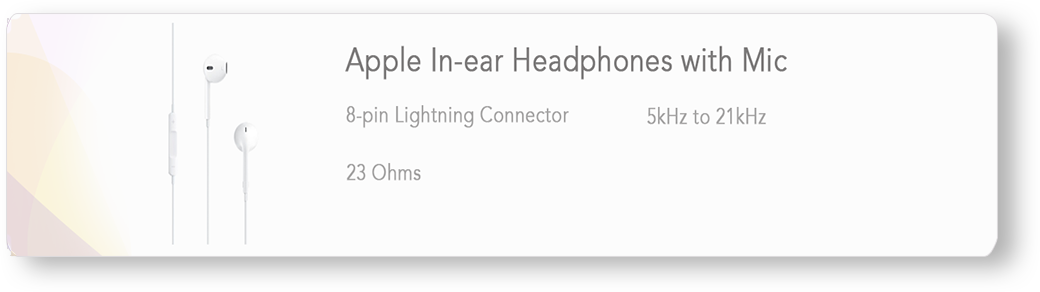 Apple In-ear Headphones with Mic
8-pin Lightning Connector
5kHz to 21kHz
23 Ohms